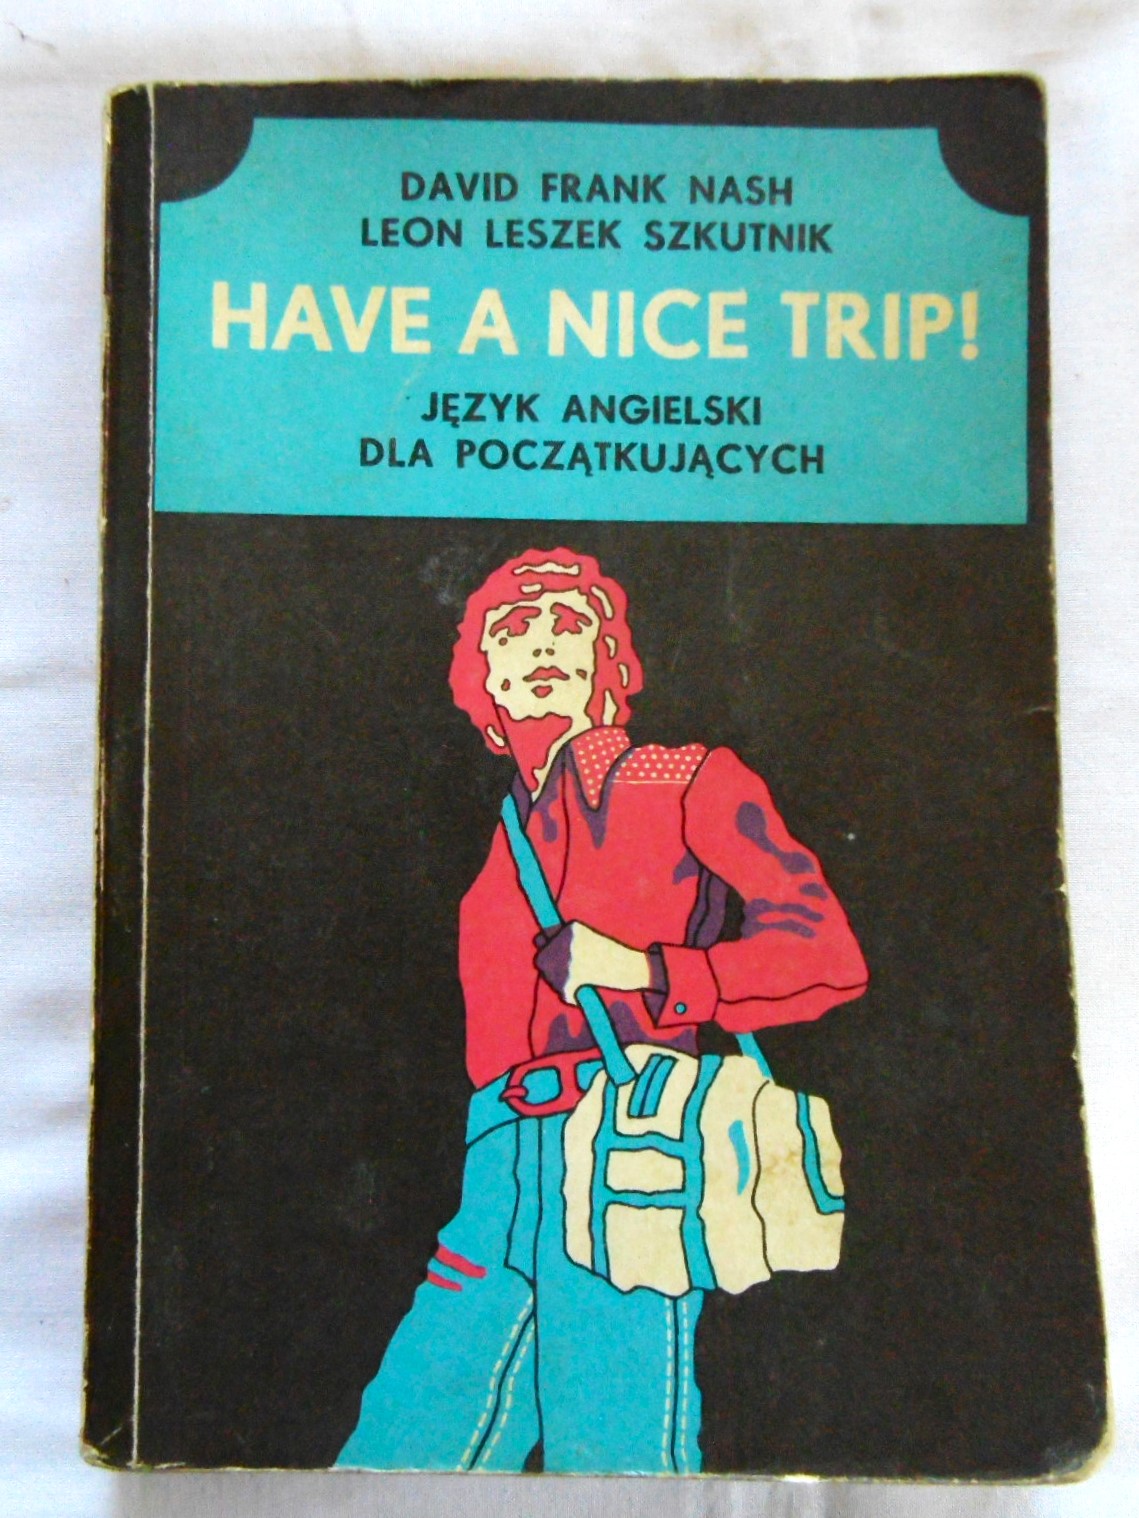 DAVID FRANK NASH
LEON LESZEK SZKUTNIK
HAVE A NICE TRIP!
JĘZYK ANGIELSKI
DLA POCZĄTKUJĄCYCH